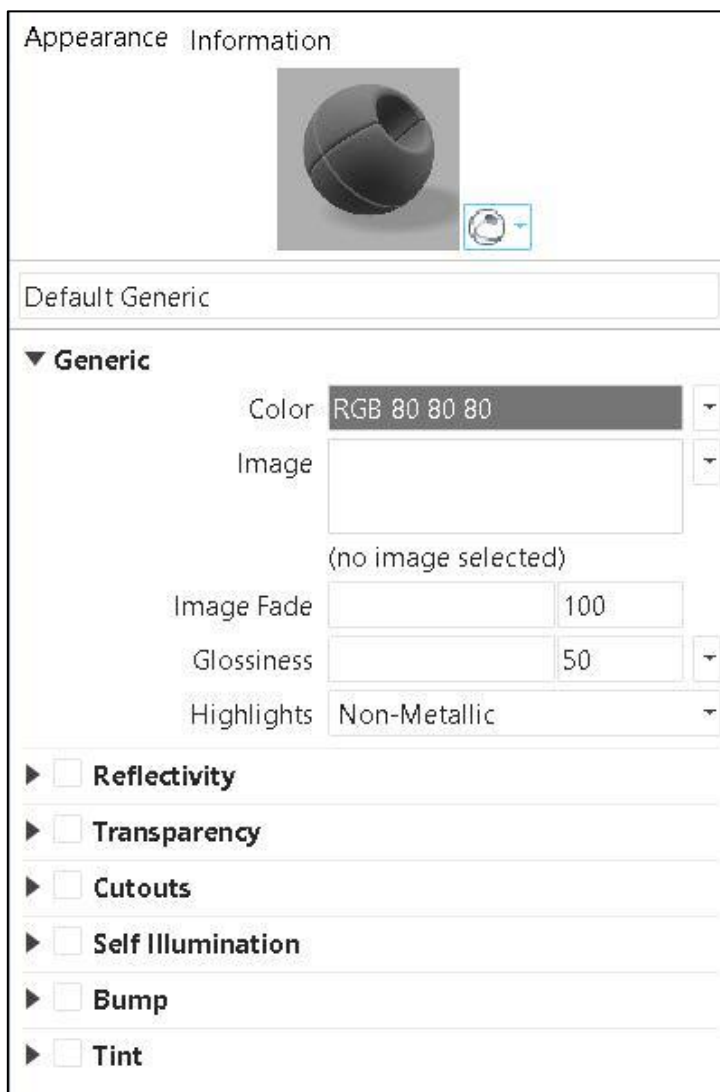 Appearance Information
Default Generic
Generic
Color RGB 80 80 80
Image
(no image selected)
Image Fade 100
Glossiness 50
Highlights Non-Metallic
Reflectivity
Transparency
Cutouts
Self Illumination
Bump
Tint